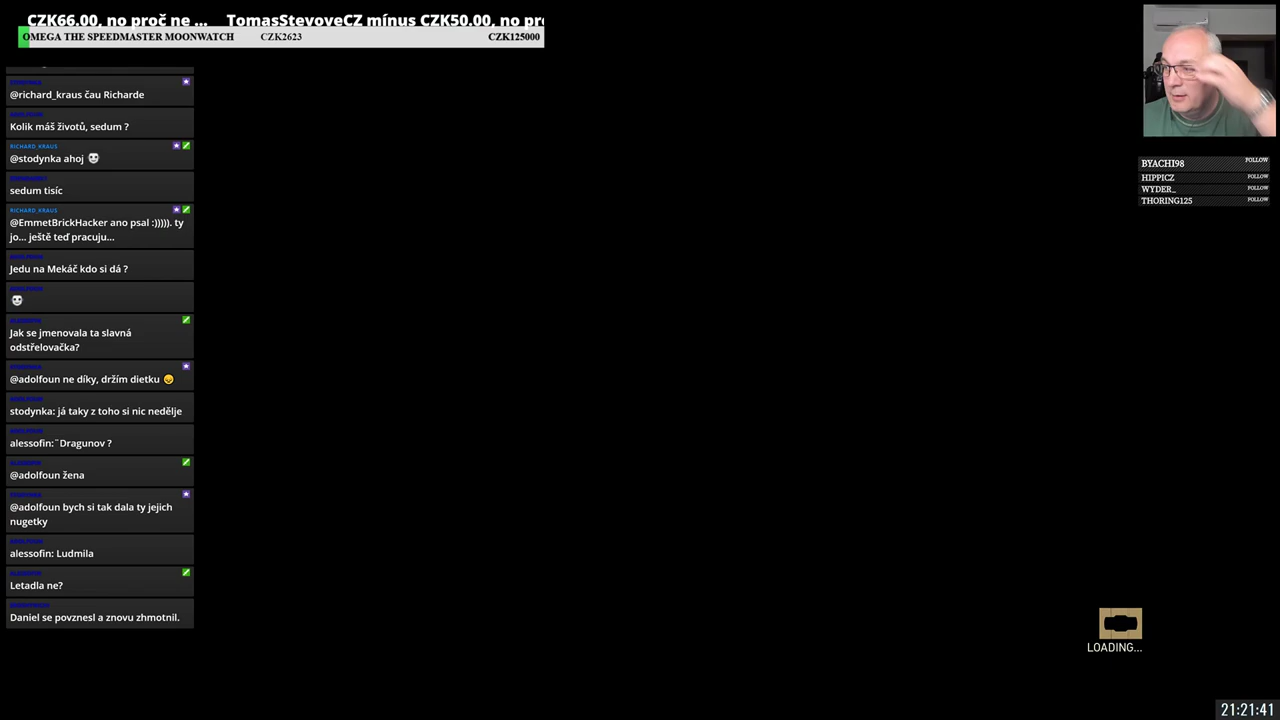 CZK66.00, no proč ne ... TomasStevoveCZ mínus CZK50.00, no pro
OMEGA THE SPEEDMASTER MOONWATCH CZK2623 CZK125000
@richard_kraus čau Richarde
Kolik máš životů, sedum ?
RICHARD_KRAUS
@stodynka ahoj
sedum tisíc
RICHARD_KRAUS
@EmmetBrickHacker ano psal :))))). ty
jo... ještě teď pracuju...
Jedu na Mekáč kdo si dá ?
Jak se jmenovala ta slavná
odstřelovačka?
@adolfoun ne díky, držím dietku
stodynka: já taky z toho si nic nedělje
alessofin:¨Dragunov ?
@adolfoun žena
@adolfoun bych si tak dala ty jejich
nugetky
alessofin: Ludmila
Letadla ne?
Daniel se povznesl a znovu zhmotnil.
BYACHI98 FOLLOW
HIPPICZ FOLLOW
WYDER_ FOLLOW
THORING125 FOLLOW
LOADING...
21:21:41